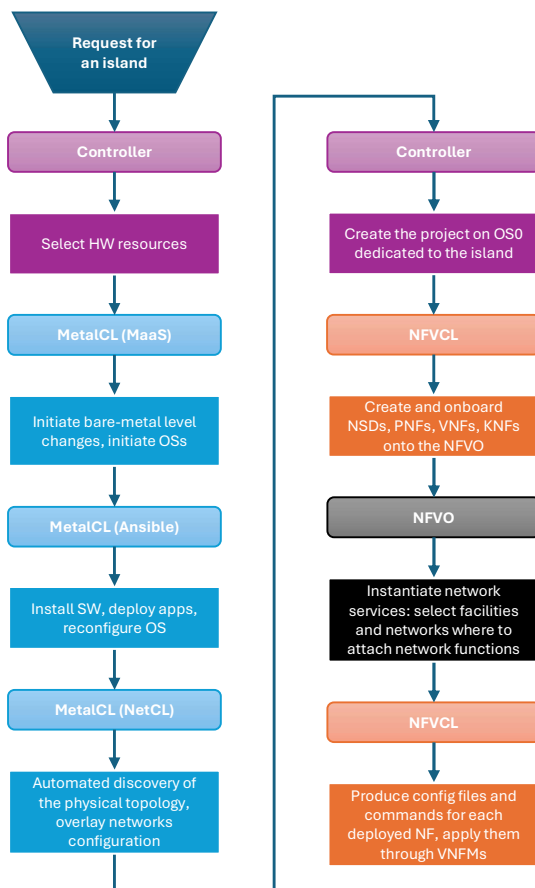 Request for
an island
Controller
Select HW resources
MetalCL (MaaS)
Initiate bare-metal level
changes, initiate OSs
MetalCL (Ansible)
Install SW, deploy apps,
reconfigure OS
MetalCL (NetCL)
Automated discovery of
the physical topology,
overlay networks
configuration
Controller
Create the project on OS0
dedicated to the island
NFVCL
Create and onboard
NSDs, PNFs, VNFs, KNFs
onto the NFVO
NFVO
Instantiate network
services: select facilities
and networks where to
attach network functions
NFVCL
Produce config files and
commands for each
deployed NF, apply them
through VNFMs